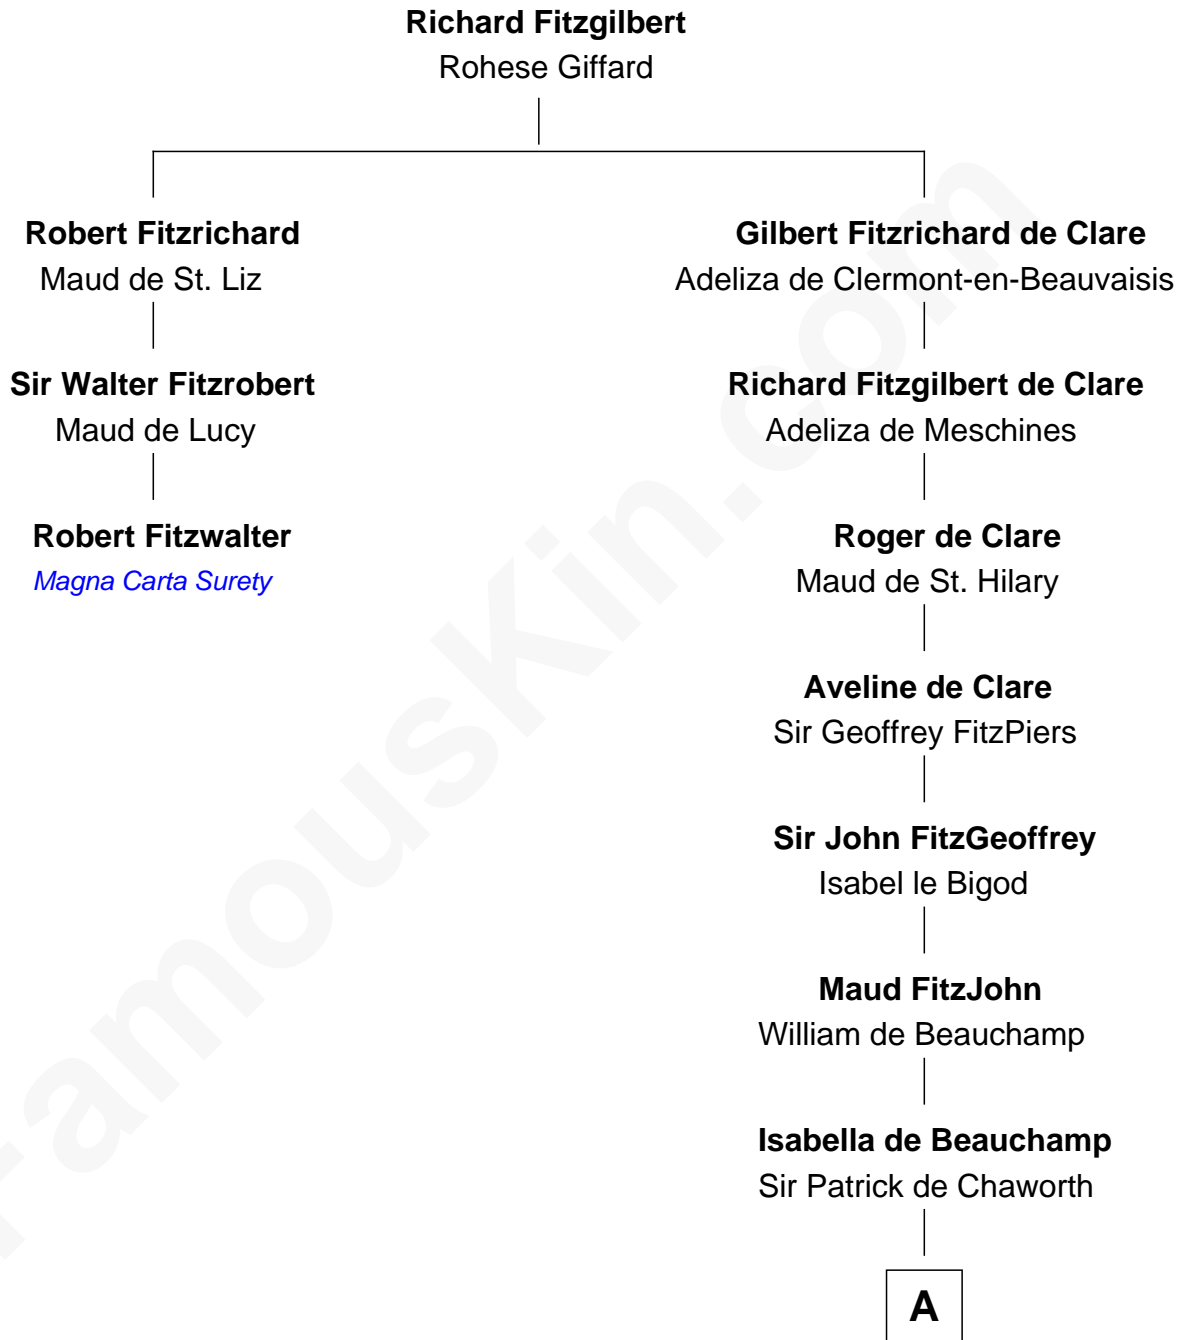 Richard Fitzgilbert
Rohese Giffard
Robert Fitzrichard
Maud de St. Liz
Sir Walter Fitzrobert
Maud de Lucy
Robert Fitzwalter
Magna Carta Surety
Gilbert Fitzrichard de Clare
Adeliza de Clermont-en-Beauvaisis
Richard Fitzgilbert de Clare
Adeliza de Meschines
Roger de Clare
Maud de St. Hilary
Aveline de Clare
Sir Geoffrey FitzPiers
Sir John FitzGeoffrey
Isabel le Bigod
Maud FitzJohn
William de Beauchamp
Isabella de Beauchamp
Sir Patrick de Chaworth
A
FamousKin.com